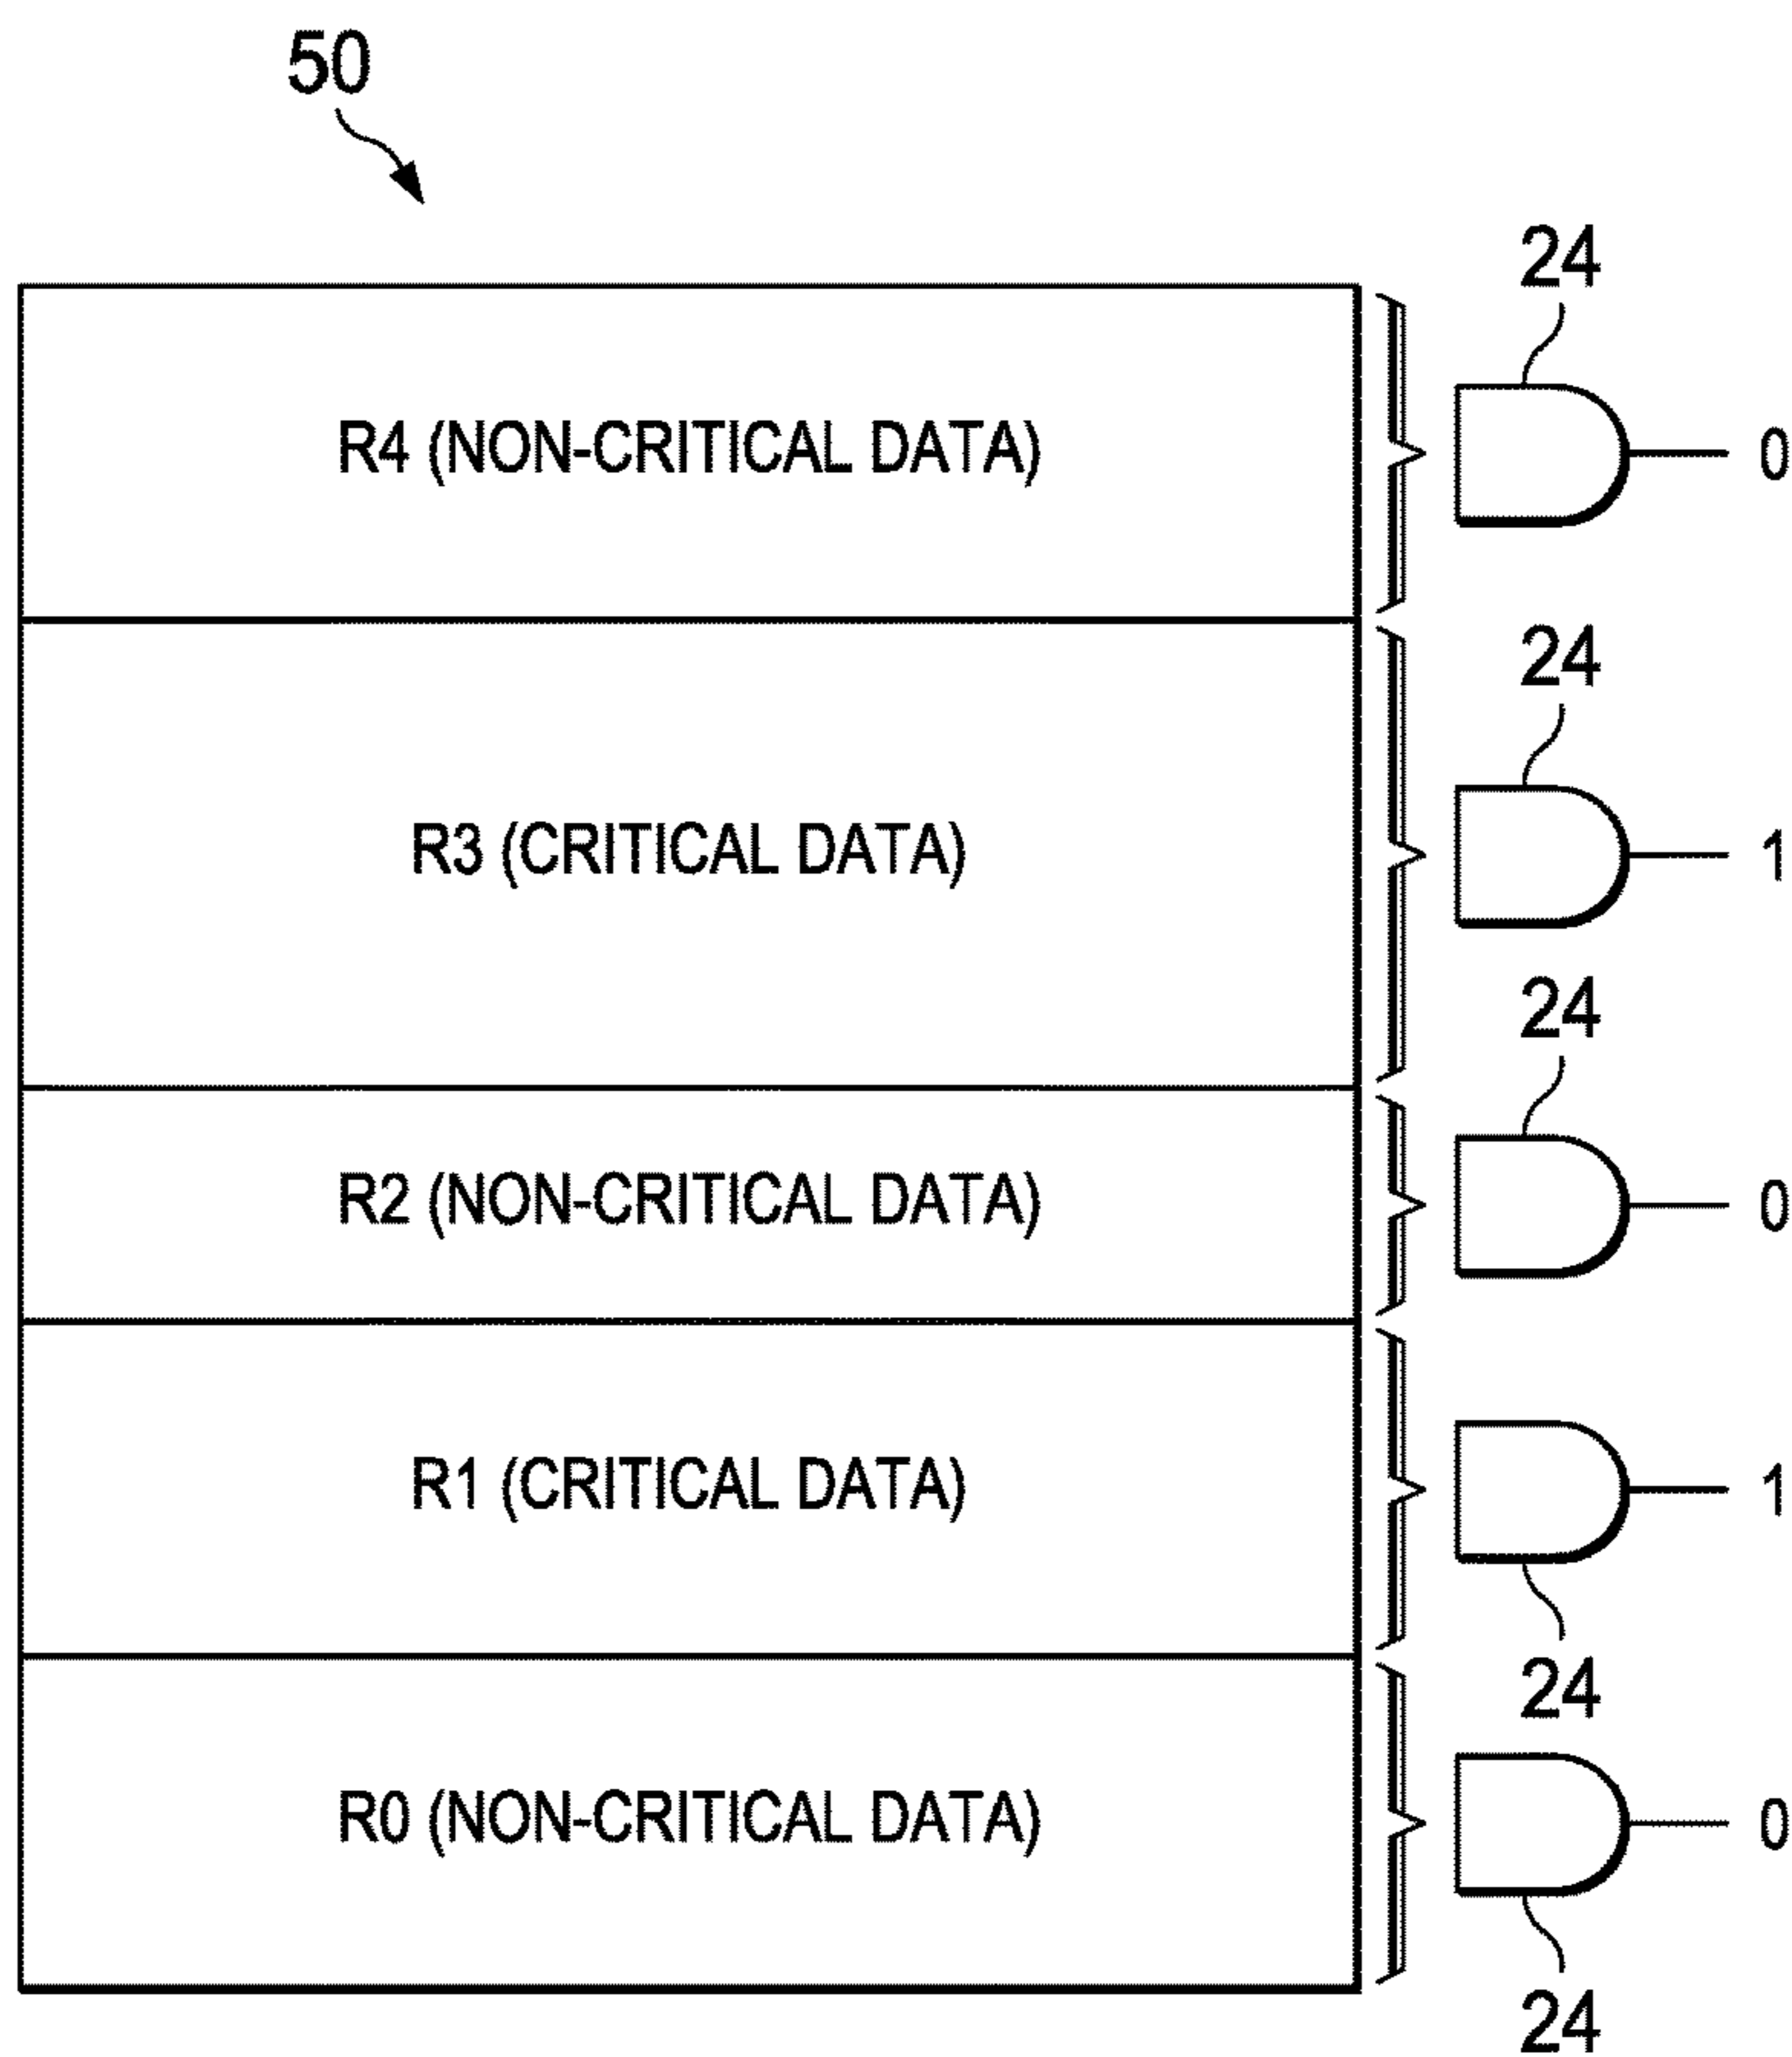 50
24
R4 (NON-CRITICAL DATA)
0
24
R3 (CRITICAL DATA)
1
24
R2 (NON-CRITICAL DATA)
0
R1 (CRITICAL DATA)
1
24
R0 (NON-CRITICAL DATA)
0
24